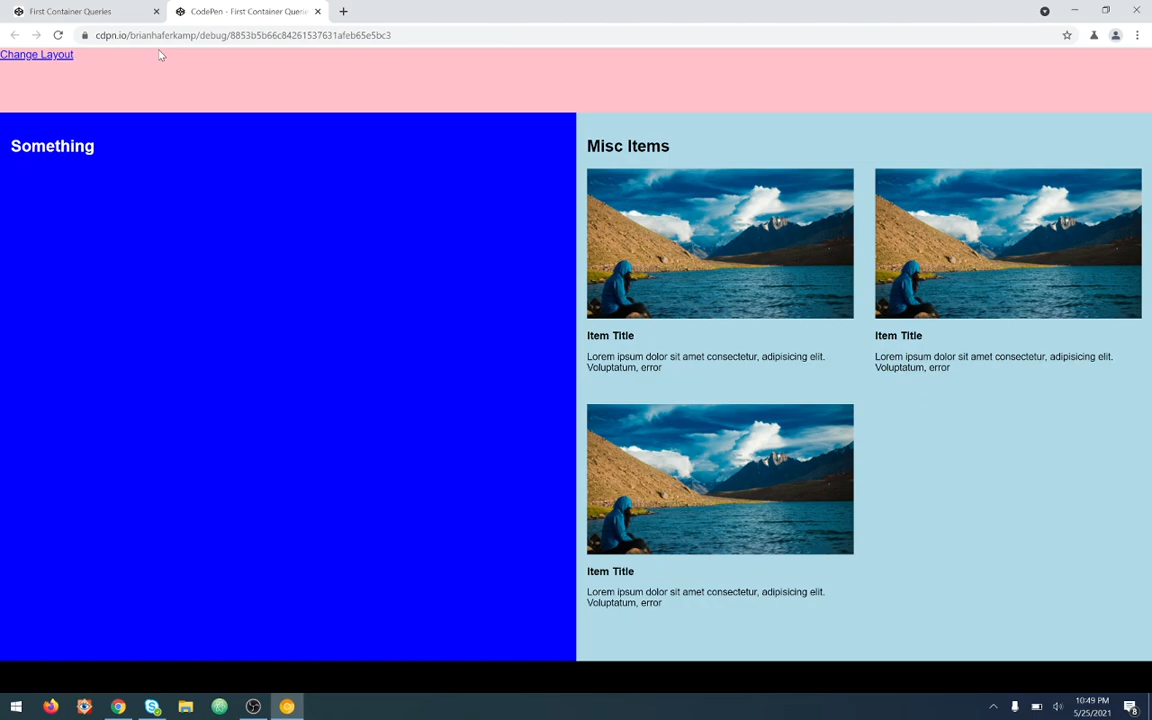 First Container Queries
CodePen - First Container Querie
cdpn.io/brianhaferkamp/debug/8853b5b66c84261537631afeb65e5bc3
Change Layout
Something
Misc Items
Item Title
Lorem ipsum dolor sit amet consectetur, adipisicing elit.
Voluptatum, error
Item Title
Lorem ipsum dolor sit amet consectetur, adipisicing elit.
Voluptatum, error
Item Title
Lorem ipsum dolor sit amet consectetur, adipisicing elit.
Voluptatum, error
10:49 PM
5/25/2021
8